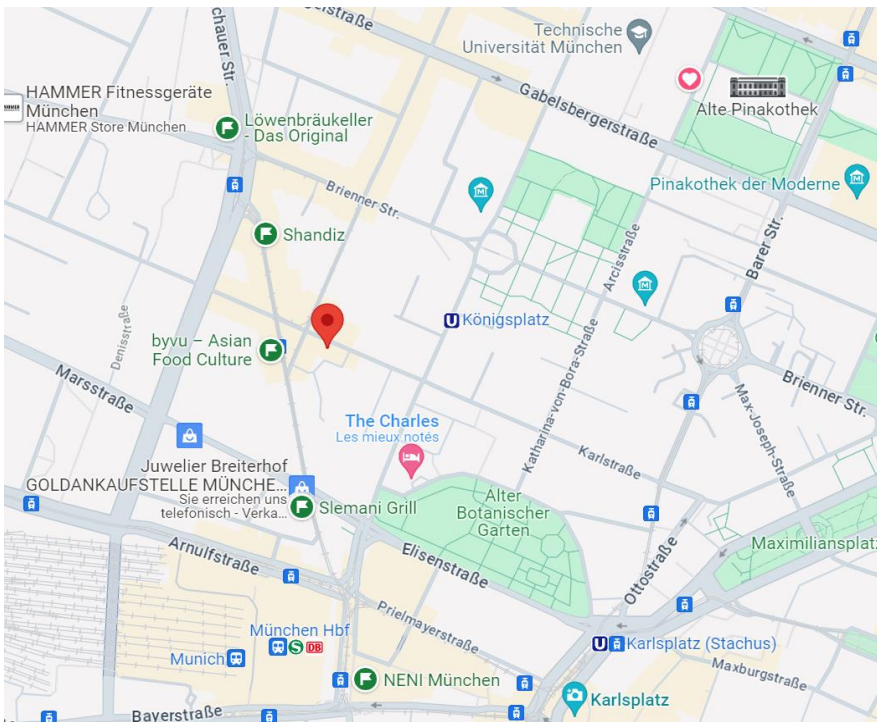 chauer Str.
gelstraße
Technische
Universität München
HAMMER Fitnessgeräte
München
HAMMER Store München
Löwenbräukeller
- Das Original
Gabelsbergerstraße
Alte Pinakothek
Brienner Str.
Pinakothek der Moderne
Shandiz
Arcisstraße
Barer Str.
Denisstraße
U Königsplatz
byvu – Asian
Food Culture
Marsstraße
Katharina-von-Bora-Straße
Max-Joseph-Straße
Brienner Str.
The Charles
Les mieux notés
Karlstraße
Juwelier Breiterhof
GOLDANKAUFSTELLE MÜNCHE...
Sie erreichen uns
telefonisch - Verka...
Slemani Grill
Alter
Botanischer
Garten
Arnulfstraße
Elisenstraße
Ottostraße
Maximiliansplatz
Prielmayerstraße
München Hbf
S DB
Munich
U Karlsplatz (Stachus)
Maxburgstraße
NENI München
Karlsplatz
Bayerstraße